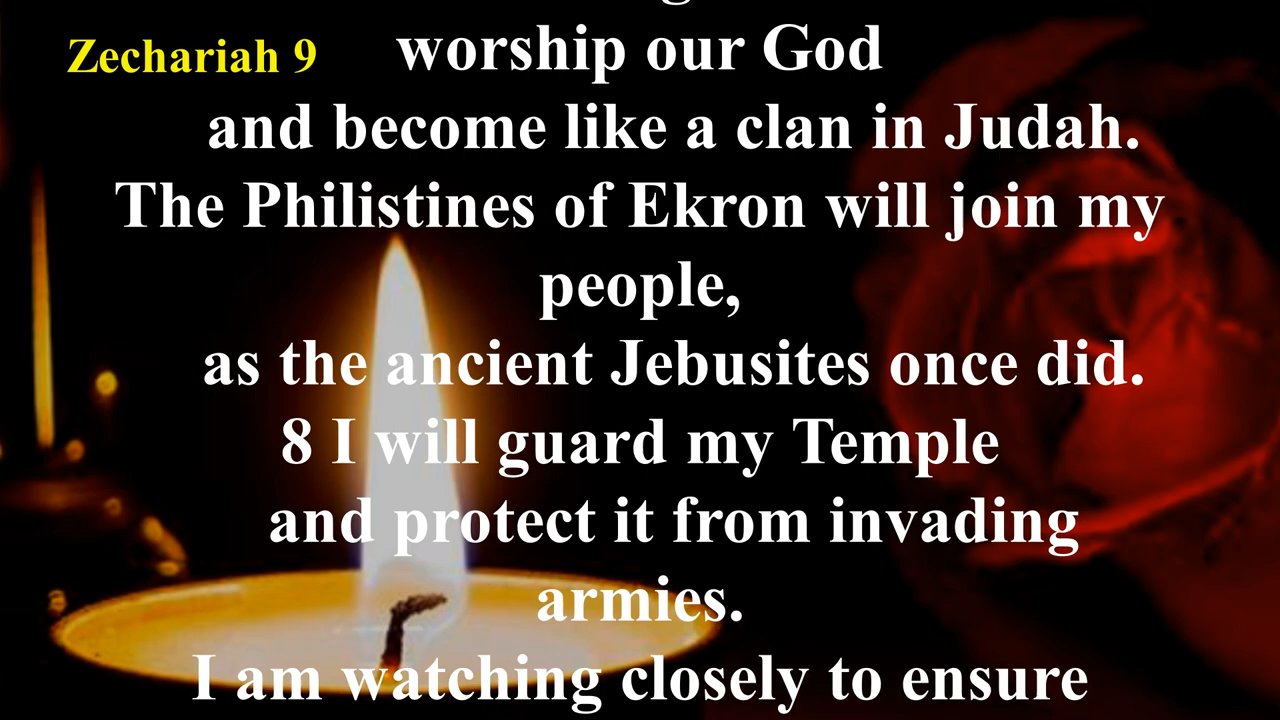 Zechariah 9
worship our God
and become like a clan in Judah.
The Philistines of Ekron will join my
people,
as the ancient Jebusites once did.
8 I will guard my Temple
and protect it from invading
armies.
I am watching closely to ensure